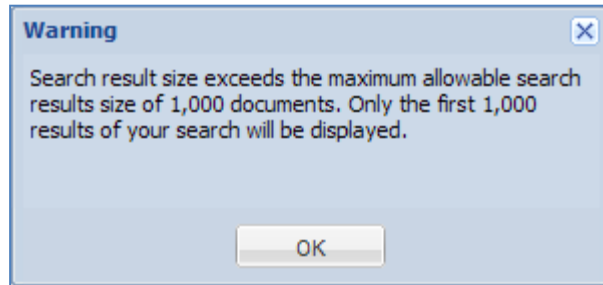 Warning
Search result size exceeds the maximum allowable search
results size of 1,000 documents. Only the first 1,000
results of your search will be displayed.
OK